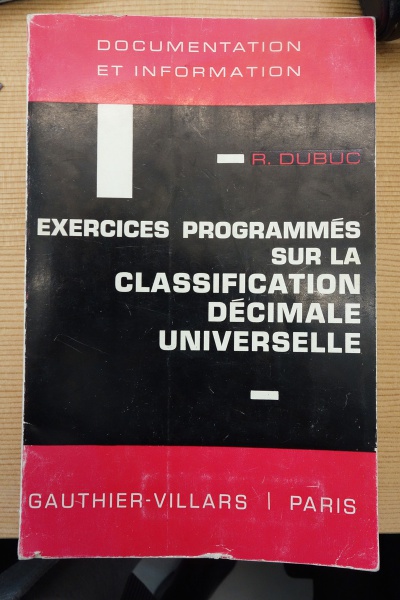 DOCUMENTATION
ET INFORMATION
R. DUBUC
EXERCICES PROGRAMMÉS
SUR LA
CLASSIFICATION
DÉCIMALE
UNIVERSELLE
GAUTHIER-VILLARS | PARIS